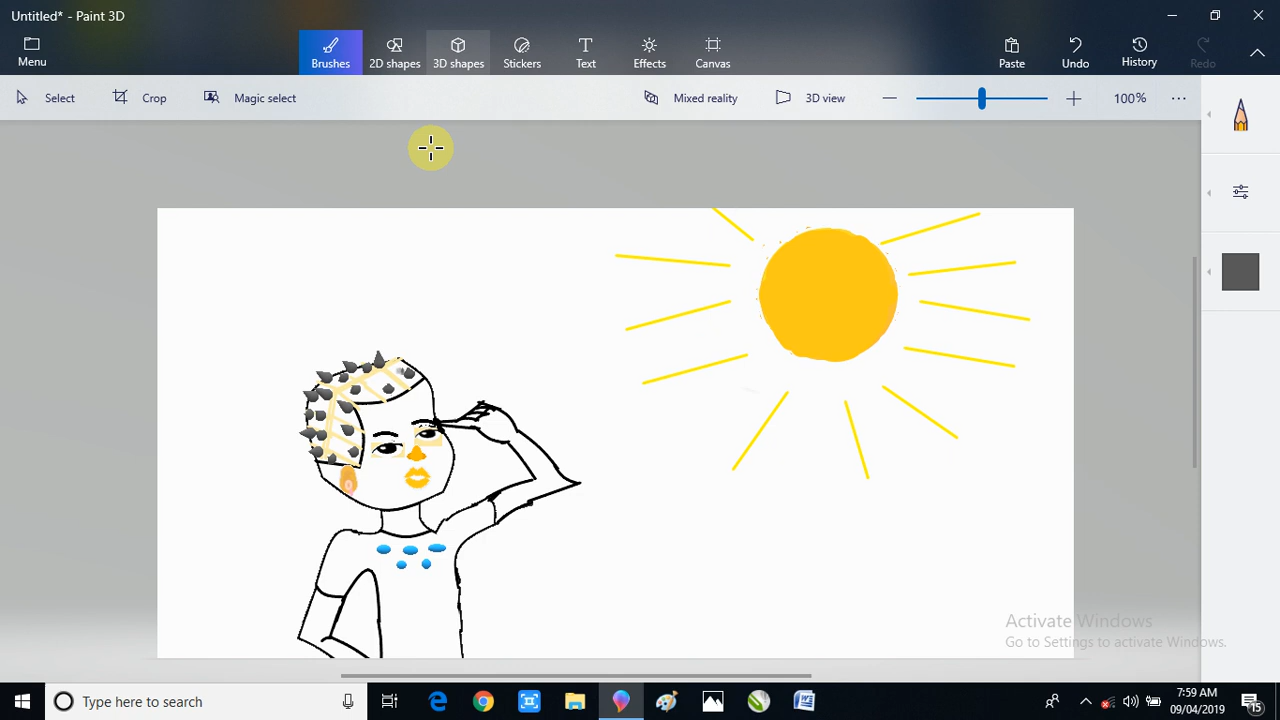 Untitled* - Paint 3D
Menu
Brushes
2D shapes
3D shapes
Stickers
Text
Effects
Canvas
Paste
Undo
History
Redo
Select
Crop
Magic select
Mixed reality
3D view
100%
Activate Windows
Go to Settings to activate Windows.
Type here to search
7:59 AM
09/04/2019
15